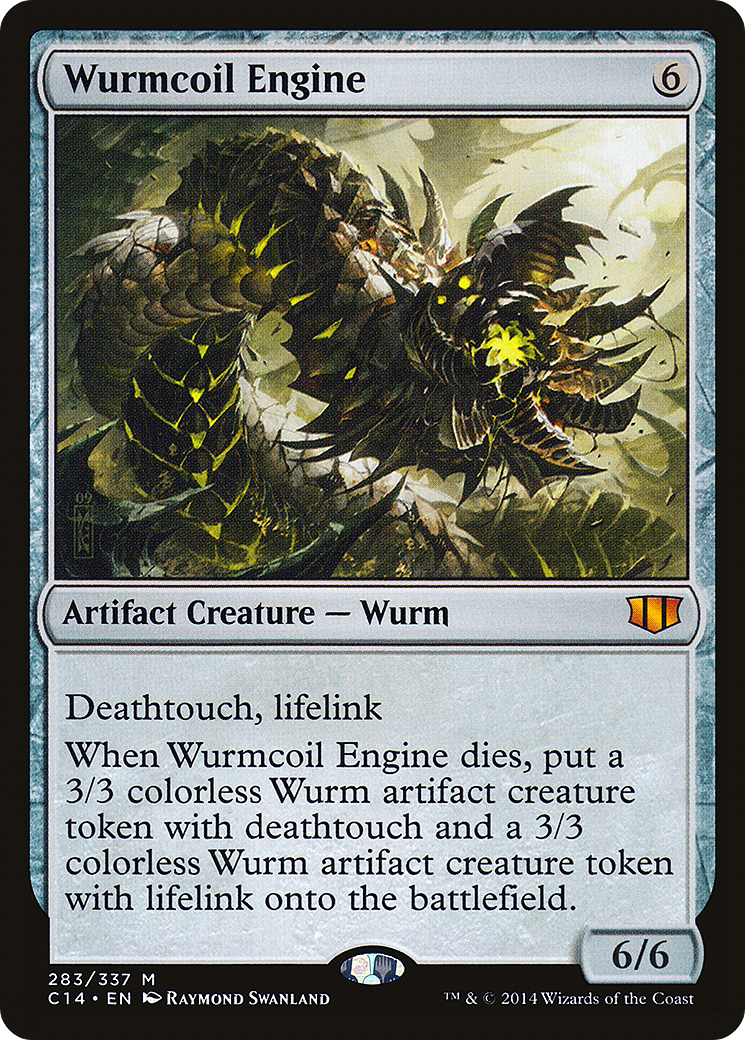 Wurmcoil Engine 6
09
Artifact Creature — Wurm
Deathtouch, lifelink
When Wurmcoil Engine dies, put a
3/3 colorless Wurm artifact creature
token with deathtouch and a 3/3
colorless Wurm artifact creature token
with lifelink onto the battlefield.
6/6
283/337 M
C14 • EN RAYMOND SWANLAND
™ & © 2014 Wizards of the Coast